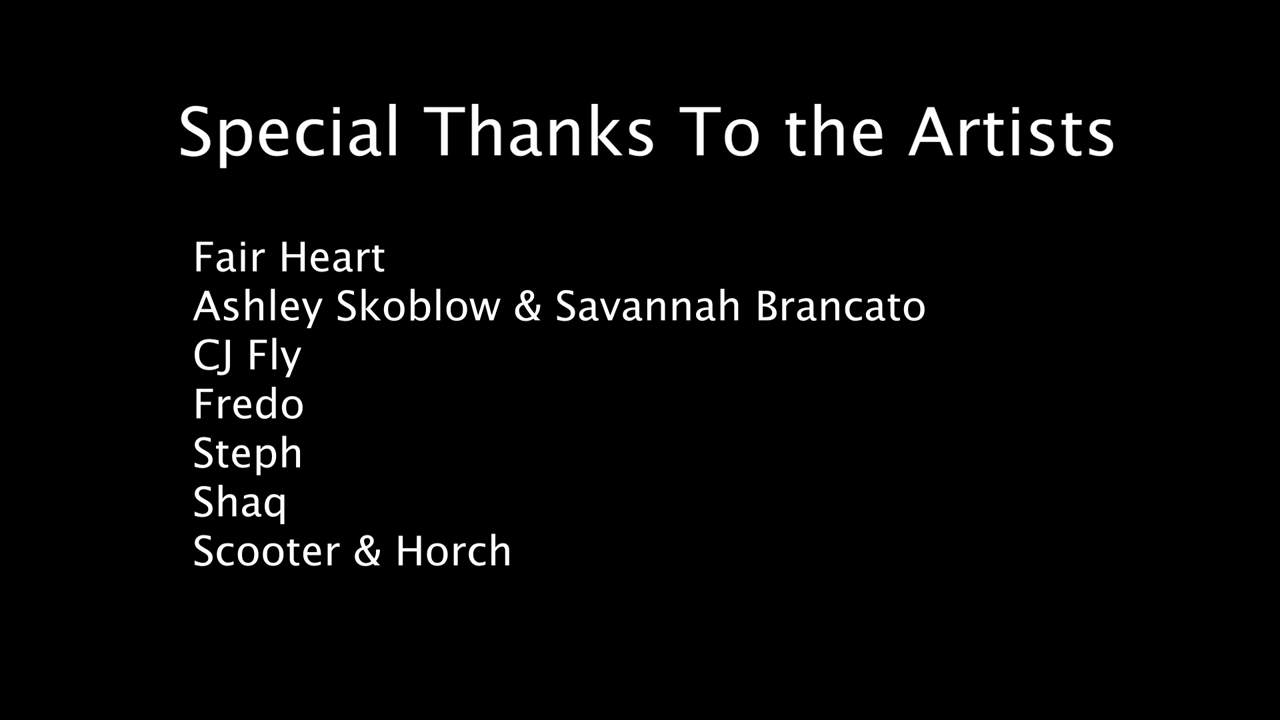 Special Thanks To the Artists
Fair Heart
Ashley Skoblow & Savannah Brancato
CJ Fly
Fredo
Steph
Shaq
Scooter & Horch